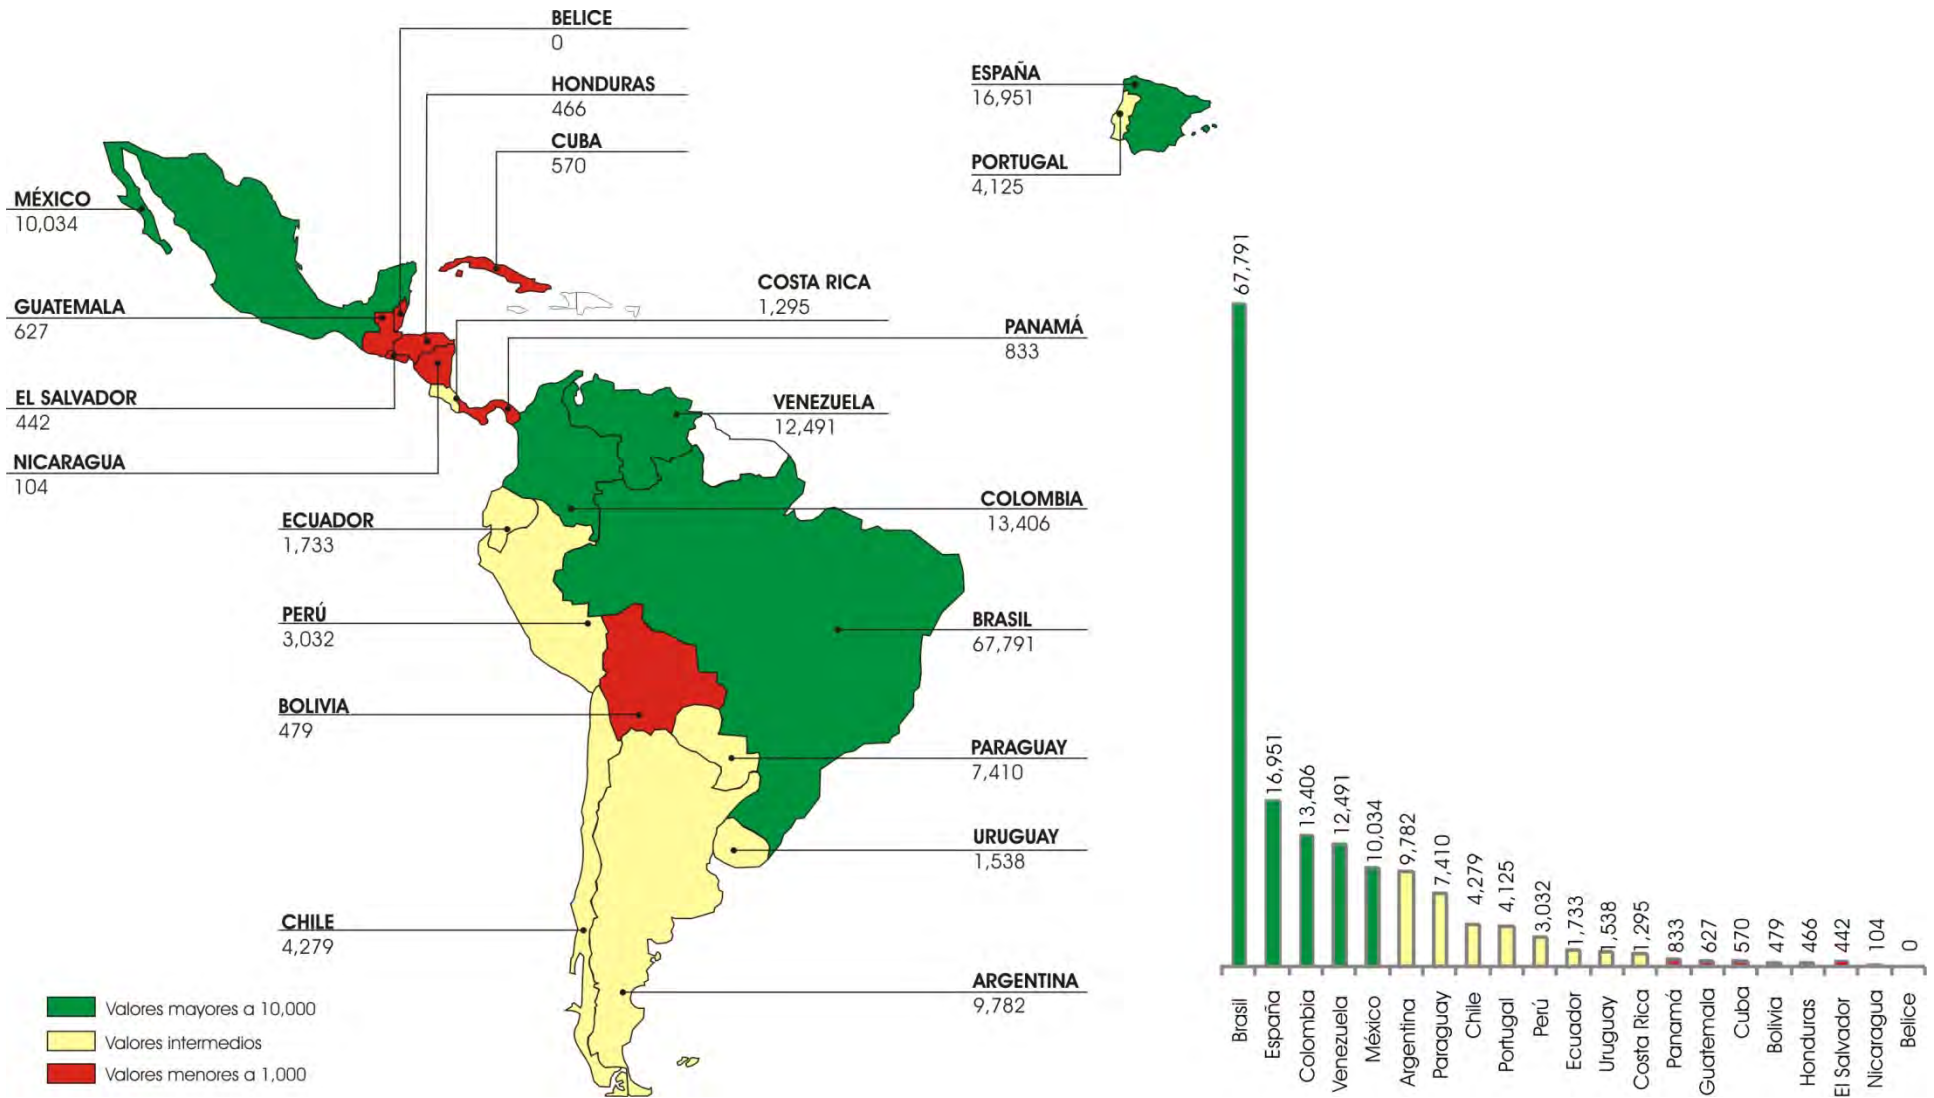 BELICE
0
HONDURAS
466
CUBA
570
MÉXICO
10,034
GUATEMALA
627
EL SALVADOR
442
NICARAGUA
104
COSTA RICA
1,295
PANAMÁ
833
VENEZUELA
12,491
COLOMBIA
13,406
ECUADOR
1,733
PERÚ
3,032
BRASIL
67,791
BOLIVIA
479
PARAGUAY
7,410
URUGUAY
1,538
CHILE
4,279
ARGENTINA
9,782
ESPAÑA
16,951
PORTUGAL
4,125
Valores mayores a 10,000
Valores intermedios
Valores menores a 1,000
67,791
16,951
13,406
12,491
10,034
9,782
7,410
4,279
4,125
3,032
1,733
1,538
1,295
833
627
570
479
466
442
104
0
Brasil
España
Colombia
Venezuela
México
Argentina
Paraguay
Chile
Portugal
Perú
Ecuador
Uruguay
Costa Rica
Panamá
Guatemala
Cuba
Bolivia
Honduras
El Salvador
Nicaragua
Belice